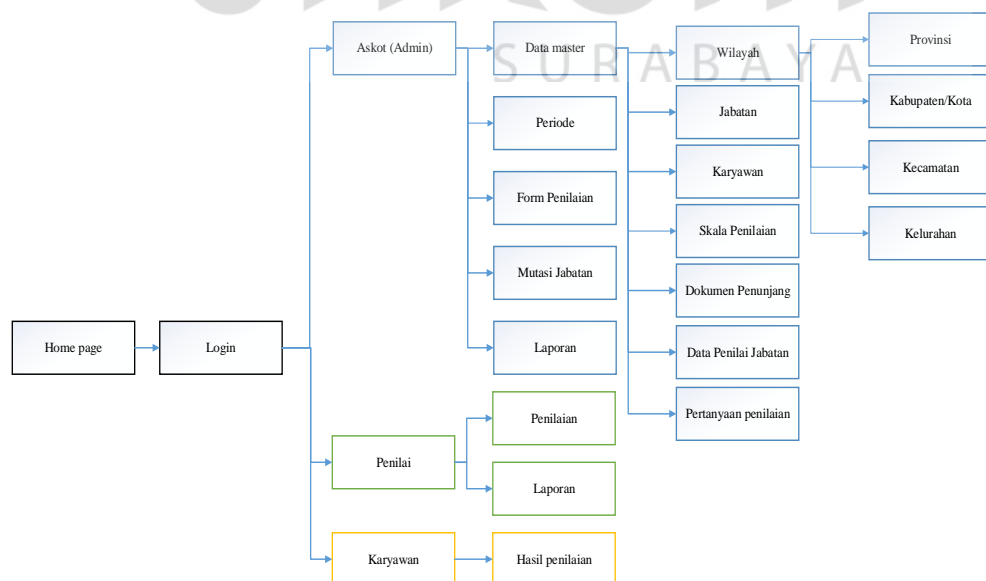 Askot (Admin)
Data master
Wilayah
Provinsi
Kabupaten/Kota
Kecamatan
Kelurahan
Jabatan
Karyawan
Skala Penilaian
Dokumen Penunjang
Data Penilai Jabatan
Pertanyaan penilaian
Periode
Form Penilaian
Mutasi Jabatan
Laporan
Home page
Login
Penilai
Penilaian
Laporan
Karyawan
Hasil penilaian
SURABAYA